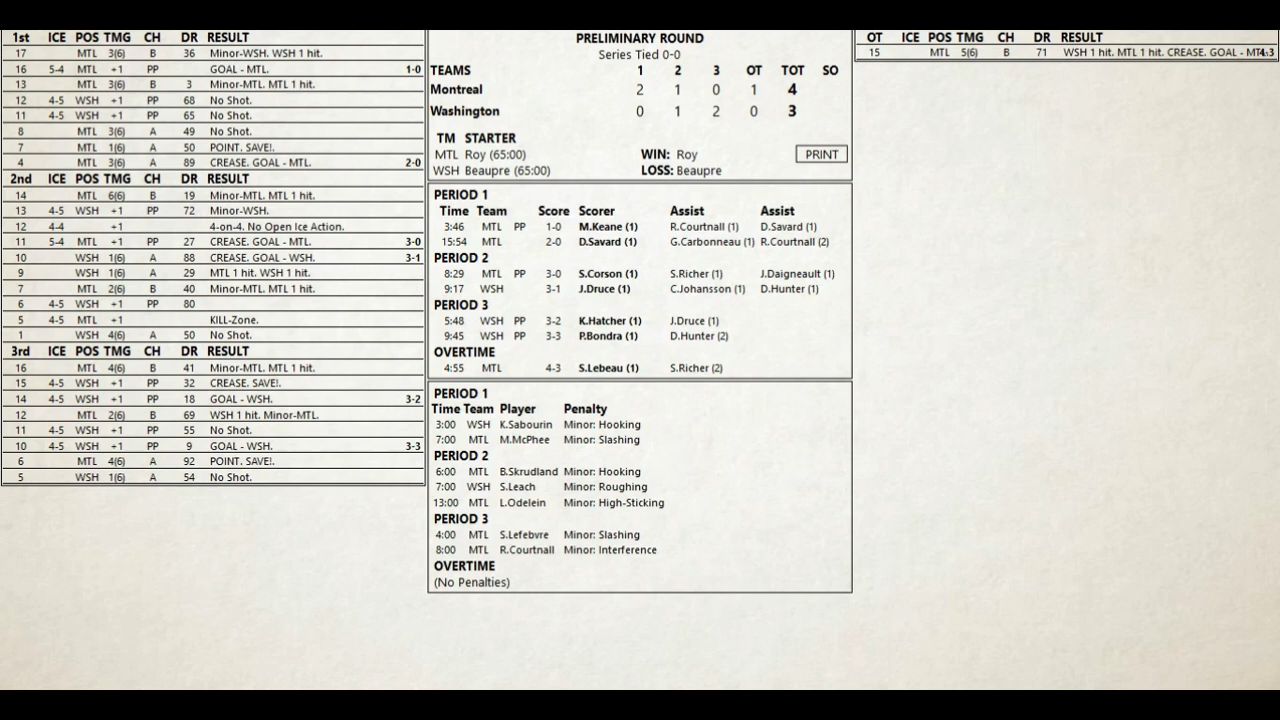 1st ICE POS TMG CH DR RESULT
17 MTL 3(6) B 36 Minor-WSH. WSH 1 hit.
16 5-4 MTL +1 PP GOAL - MTL. 1-0
13 MTL 3(6) B 3 Minor-MTL. MTL 1 hit.
12 4-5 WSH +1 PP 68 No Shot.
11 4-5 WSH +1 PP 65 No Shot.
8 MTL 3(6) A 49 No Shot.
7 MTL 1(6) A 50 POINT. SAVE!.
4 MTL 3(6) A 89 CREASE. GOAL - MTL. 2-0
2nd ICE POS TMG CH DR RESULT
14 MTL 6(6) B 19 Minor-MTL. MTL 1 hit.
13 4-5 WSH +1 PP 72 Minor-WSH.
12 4-4 +1 4-on-4. No Open Ice Action.
11 5-4 MTL +1 PP 27 CREASE. GOAL - MTL. 3-0
10 WSH 1(6) A 88 CREASE. GOAL - WSH. 3-1
9 WSH 1(6) A 29 MTL 1 hit. WSH 1 hit.
7 MTL 2(6) B 40 Minor-MTL. MTL 1 hit.
6 4-5 WSH +1 PP 80
5 4-5 MTL +1 KILL-Zone.
1 WSH 4(6) A 50 No Shot.
3rd ICE POS TMG CH DR RESULT
16 MTL 4(6) B 41 Minor-MTL. MTL 1 hit.
15 4-5 WSH +1 PP 32 CREASE. SAVE!.
14 4-5 WSH +1 PP 18 GOAL - WSH. 3-2
12 MTL 2(6) B 69 WSH 1 hit. Minor-MTL.
11 4-5 WSH +1 PP 55 No Shot.
10 4-5 WSH +1 PP 9 GOAL - WSH. 3-3
6 MTL 4(6) A 92 POINT. SAVE!.
5 WSH 1(6) A 54 No Shot.
PRELIMINARY ROUND
Series Tied 0-0
TEAMS 1 2 3 OT TOT SO
Montreal 2 1 0 1 4
Washington 0 1 2 0 3
TM STARTER
MTL Roy (65:00) WIN: Roy PRINT
WSH Beaupre (65:00) LOSS: Beaupre
PERIOD 1
Time Team Score Scorer Assist Assist
3:46 MTL PP 1-0 M.Keane (1) R.Courtnall (1) D.Savard (1)
15:54 MTL 2-0 D.Savard (1) G.Carbonneau (1) R.Courtnall (2)
PERIOD 2
8:29 MTL PP 3-0 S.Corson (1) S.Richer (1) J.Daigneault (1)
9:17 WSH 3-1 J.Druce (1) C.Johansson (1) D.Hunter (1)
PERIOD 3
5:48 WSH PP 3-2 K.Hatcher (1) J.Druce (1)
9:45 WSH PP 3-3 P.Bondra (1) D.Hunter (2)
OVERTIME
4:55 MTL 4-3 S.Lebeau (1) S.Richer (2)
PERIOD 1
Time Team Player Penalty
3:00 WSH K.Sabourin Minor: Hooking
7:00 MTL M.McPhee Minor: Slashing
PERIOD 2
6:00 MTL B.Skrudland Minor: Hooking
7:00 WSH S.Leach Minor: Roughing
13:00 MTL L.Odelein Minor: High-Sticking
PERIOD 3
4:00 MTL S.Lefebvre Minor: Slashing
8:00 MTL R.Courtnall Minor: Interference
OVERTIME
(No Penalties)
OT ICE POS TMG CH DR RESULT
15 MTL 5(6) B 71 WSH 1 hit. MTL 1 hit. CREASE. GOAL - MTL. 4-3